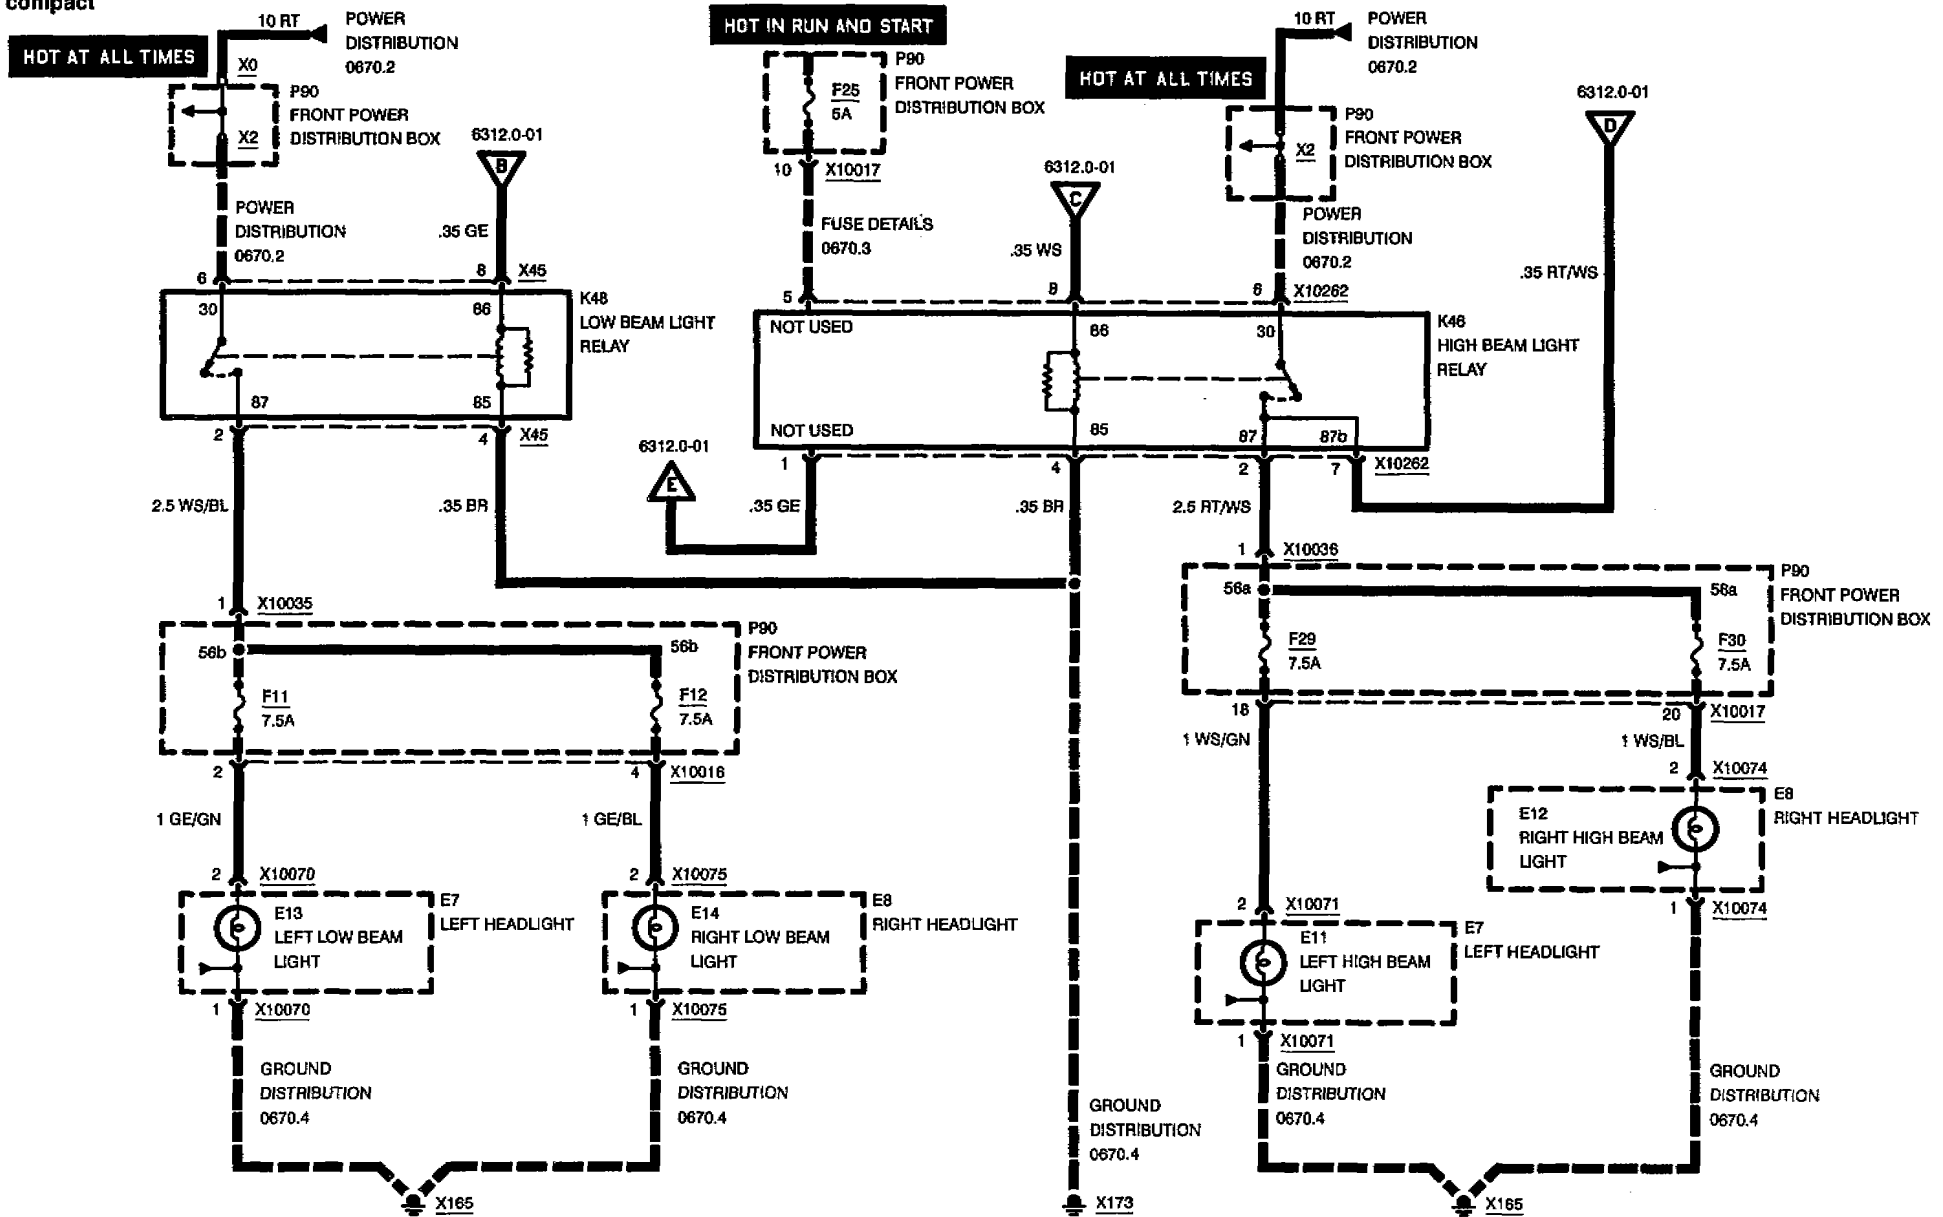 compact
HOT AT ALL TIMES
10 RT
POWER
DISTRIBUTION
0670.2
X0
P90
FRONT POWER
DISTRIBUTION BOX
X2
POWER
DISTRIBUTION
0670.2
6312.0-01
B
.35 GE
6
8
X45
30
86
K48
LOW BEAM LIGHT
RELAY
87
85
2
4
X45
2.5 WS/BL
.35 BR
HOT IN RUN AND START
P90
FRONT POWER
DISTRIBUTION BOX
F25
5A
10
X10017
FUSE DETAILS
0670.3
6312.0-01
C
.35 WS
HOT AT ALL TIMES
10 RT
POWER
DISTRIBUTION
0670.2
P90
FRONT POWER
DISTRIBUTION BOX
X2
POWER
DISTRIBUTION
0670.2
6312.0-01
D
.35 RT/WS
5
8
6
X10262
NOT USED
86
30
K46
HIGH BEAM LIGHT
RELAY
NOT USED
85
87
87b
1
4
2
7
X10262
6312.0-01
E
.35 GE
.35 BR
2.5 RT/WS
1
X10035
56b
56b
P90
FRONT POWER
DISTRIBUTION BOX
F11
7.5A
F12
7.5A
2
4
X10016
1 GE/GN
1 GE/BL
2
X10070
2
X10075
E7
LEFT HEADLIGHT
E13
LEFT LOW BEAM
LIGHT
E8
RIGHT HEADLIGHT
E14
RIGHT LOW BEAM
LIGHT
1
X10070
1
X10075
GROUND
DISTRIBUTION
0670.4
GROUND
DISTRIBUTION
0670.4
X165
GROUND
DISTRIBUTION
0670.4
X173
1
X10036
56a
56a
P90
FRONT POWER
DISTRIBUTION BOX
F29
7.5A
F30
7.5A
18
20
X10017
1 WS/GN
1 WS/BL
2
X10074
E8
RIGHT HEADLIGHT
E12
RIGHT HIGH BEAM
LIGHT
1
X10074
2
X10071
E7
LEFT HEADLIGHT
E11
LEFT HIGH BEAM
LIGHT
1
X10071
GROUND
DISTRIBUTION
0670.4
GROUND
DISTRIBUTION
0670.4
X165